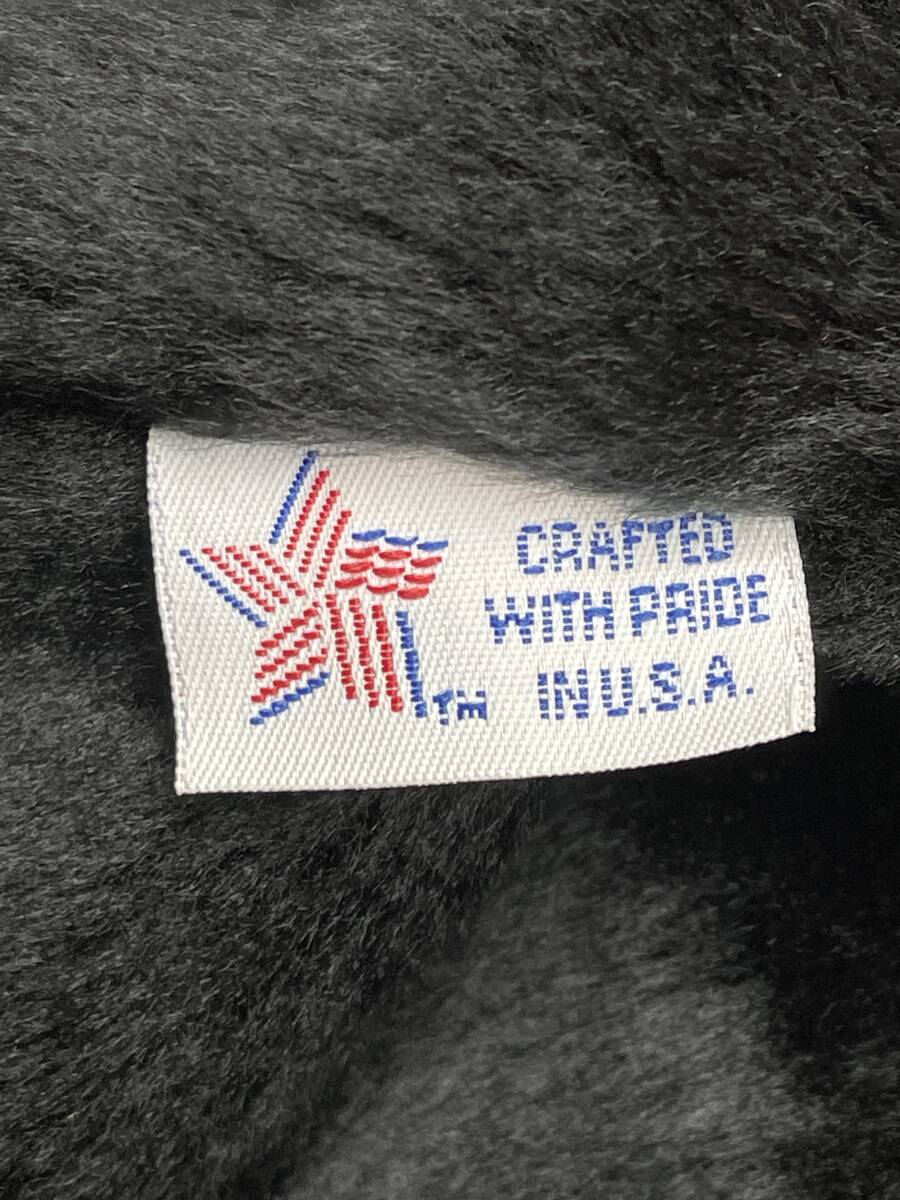 CRAFTED
WITH PRIDE
IN U.S.A.
TM